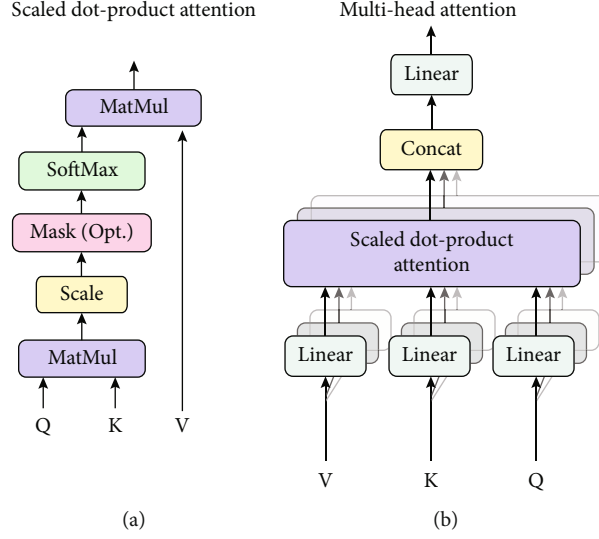 Scaled dot-product attention
MatMul
SoftMax
Mask (Opt.)
Scale
MatMul
Q K V
(a)
Multi-head attention
Linear
Concat
Scaled dot-product
attention
Linear Linear Linear
V K Q
(b)